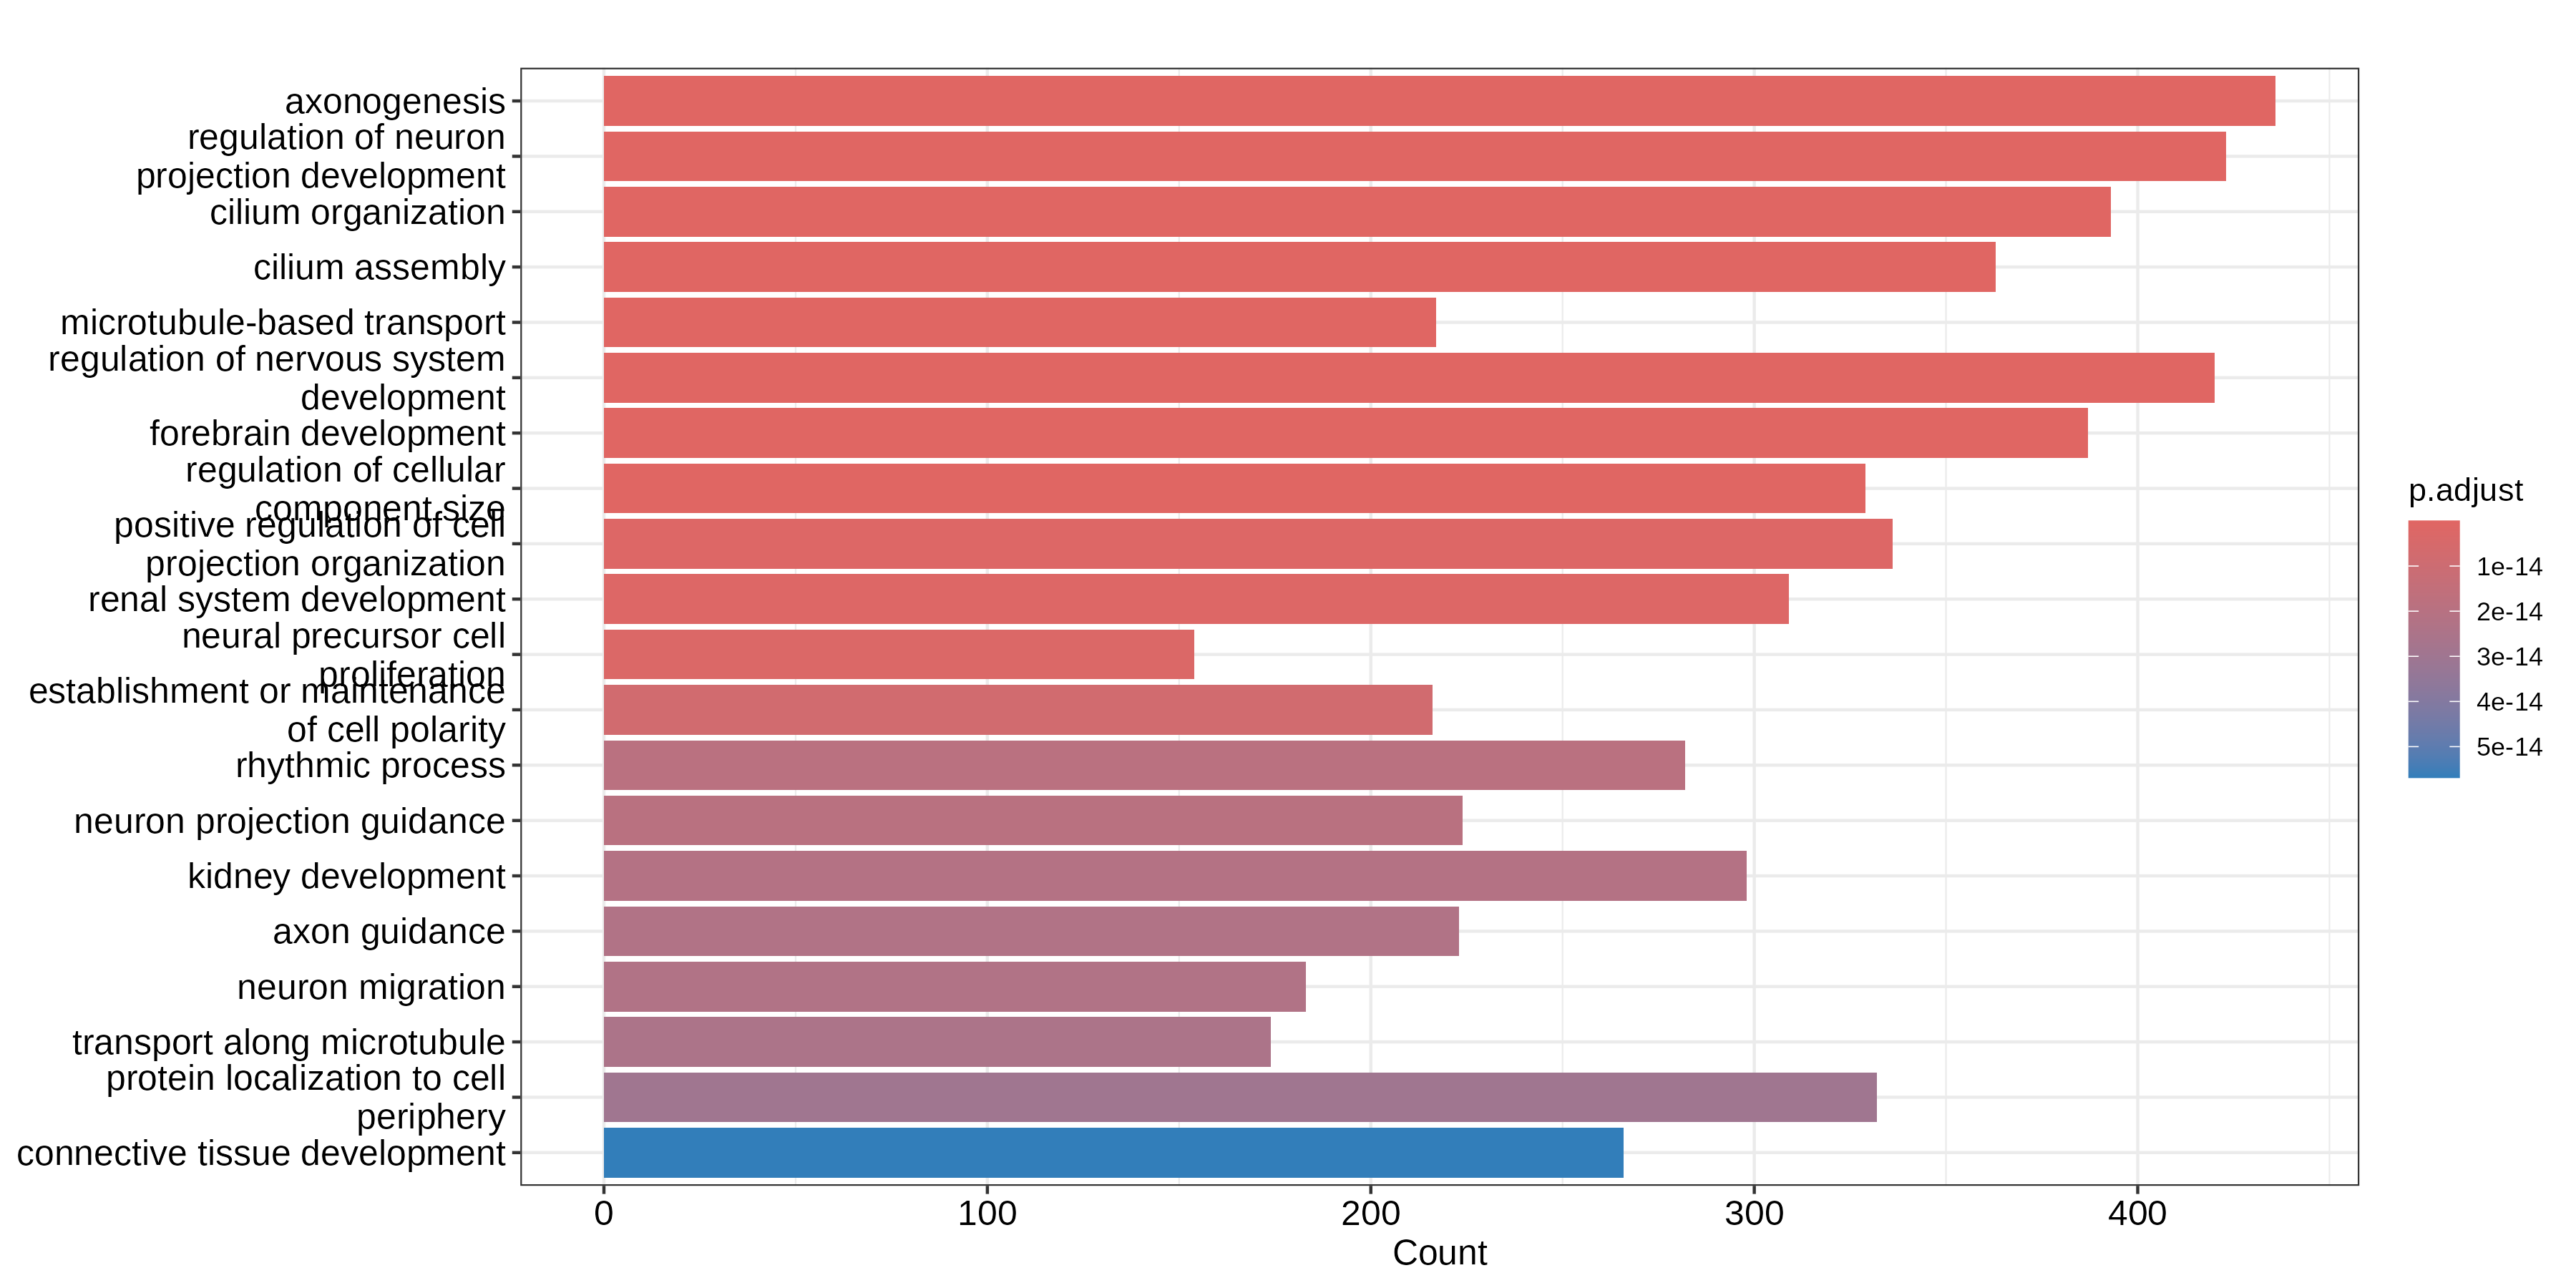 axonogenesis
regulation of neuron
projection development
cilium organization
cilium assembly
microtubule-based transport
regulation of nervous system
development
forebrain development
regulation of cellular
component size
positive regulation of cell
projection organization
renal system development
neural precursor cell
proliferation
establishment or maintenance
of cell polarity
rhythmic process
neuron projection guidance
kidney development
axon guidance
neuron migration
transport along microtubule
protein localization to cell
periphery
connective tissue development
0 100 200 300 400
Count
p.adjust
1e-14
2e-14
3e-14
4e-14
5e-14